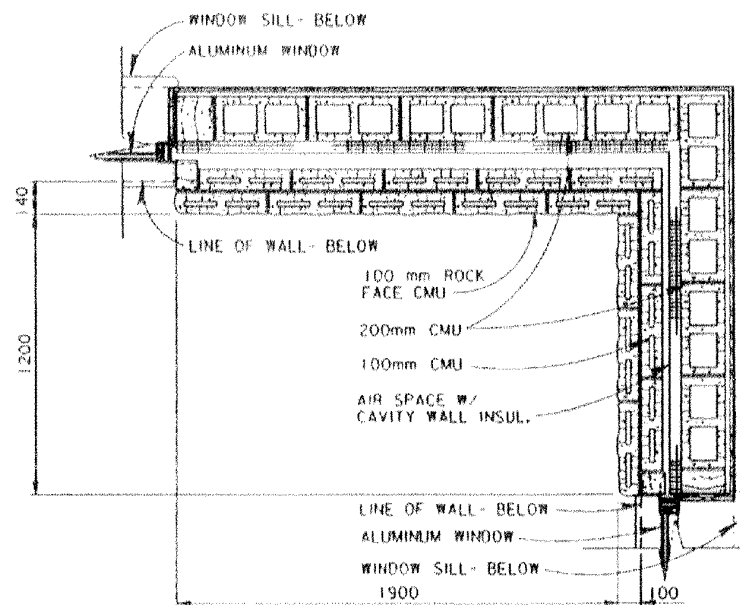 WINDOW SILL- BELOW
ALUMINUM WINDOW
140
LINE OF WALL- BELOW
100 mm ROCK
FACE CMU
1200
200mm CMU
100mm CMU
AIR SPACE W/
CAVITY WALL INSUL.
LINE OF WALL- BELOW
ALUMINUM WINDOW
WINDOW SILL- BELOW
1900
100